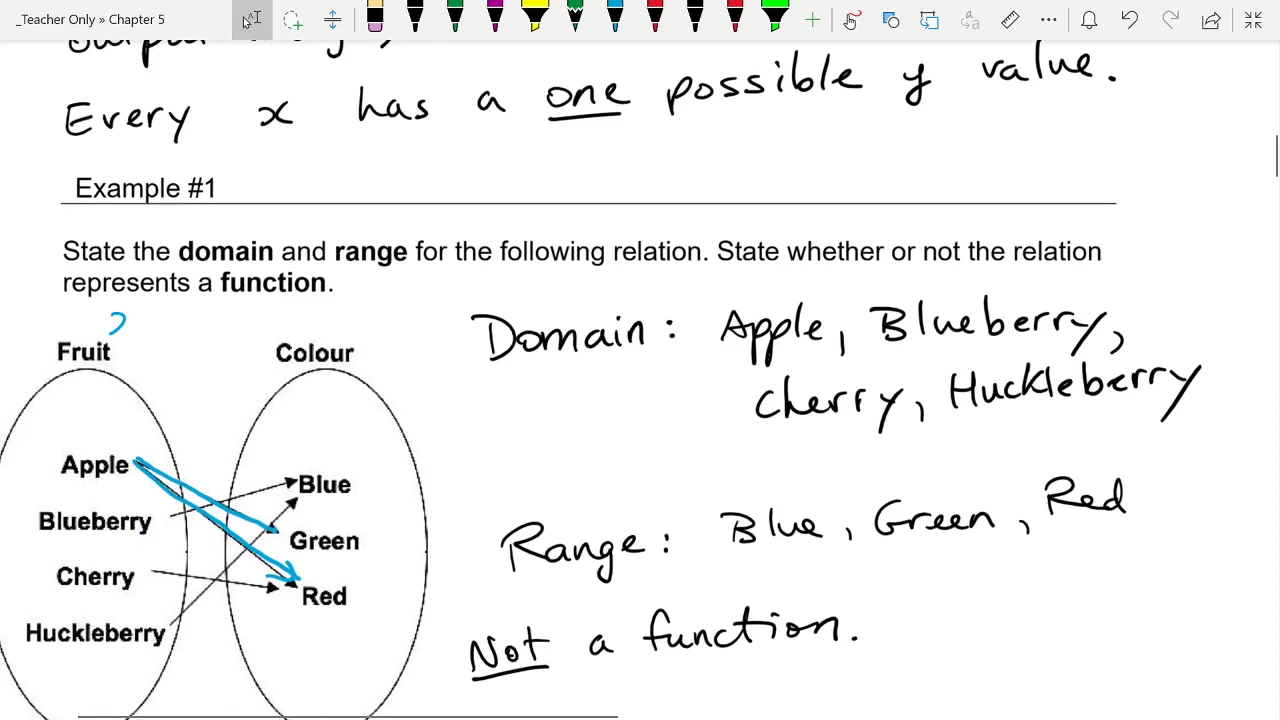 _Teacher Only » Chapter 5
Every x has a one possible y value.
Example #1
State the domain and range for the following relation. State whether or not the relation
represents a function.
Fruit
Colour
Apple
Blueberry
Cherry
Huckleberry
Blue
Green
Red
Domain: Apple, Blueberry,
Cherry, Huckleberry
Range: Blue, Green, Red
Not a function.